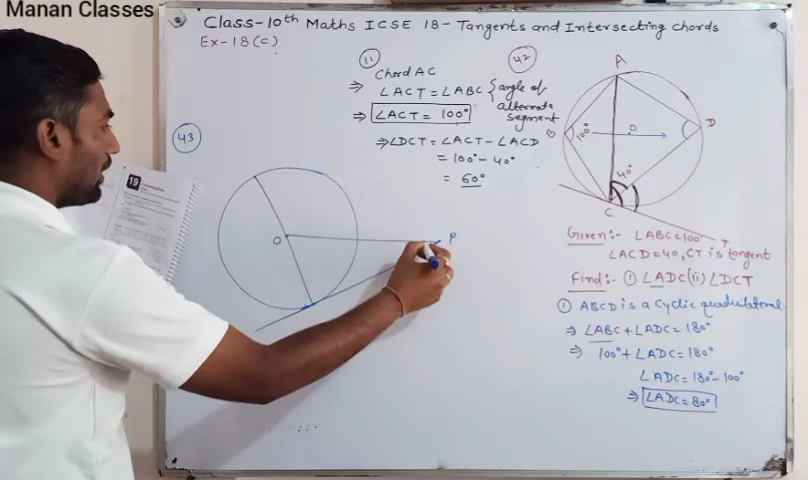 Manan Classes
Class-10th Maths ICSE 18- Tangents and Intersecting chords
Ex-18(c)
(11) chord AC
⇒ ∠ACT = ∠ABC {angle of alternate segment
⇒ ∠ACT = 100°
⇒ ∠DCT = ∠ACT - ∠ACD
= 100° - 40°
= 60°
42
A
B
100°
O
D
40°
C
T
Given:- ∠ABC=100°
∠ACD=40, CT is tangent
Find:- (i) ∠ADC (ii) ∠DCT
(1) ABCD is a cyclic quadrilateral
⇒ ∠ABC+∠ADC=180°
⇒ 100°+∠ADC=180°
∠ADC=180°-100°
⇒ ∠ADC=80°
43
O
P
19